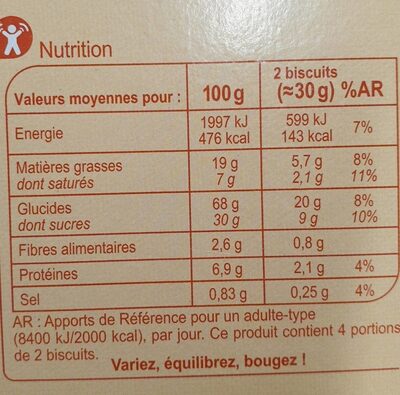 Nutrition
Valeurs moyennes pour : 100 g 2 biscuits (≈30 g) %AR
Energie 1997 kJ 476 kcal 599 kJ 143 kcal 7%
Matières grasses 19 g 5,7 g 8%
dont saturés 7 g 2,1 g 11%
Glucides 68 g 20 g 8%
dont sucres 30 g 9 g 10%
Fibres alimentaires 2,6 g 0,8 g
Protéines 6,9 g 2,1 g 4%
Sel 0,83 g 0,25 g 4%
AR : Apports de Référence pour un adulte-type
(8400 kJ/2000 kcal), par jour. Ce produit contient 4 portions
de 2 biscuits.
Variez, équilibrez, bougez !